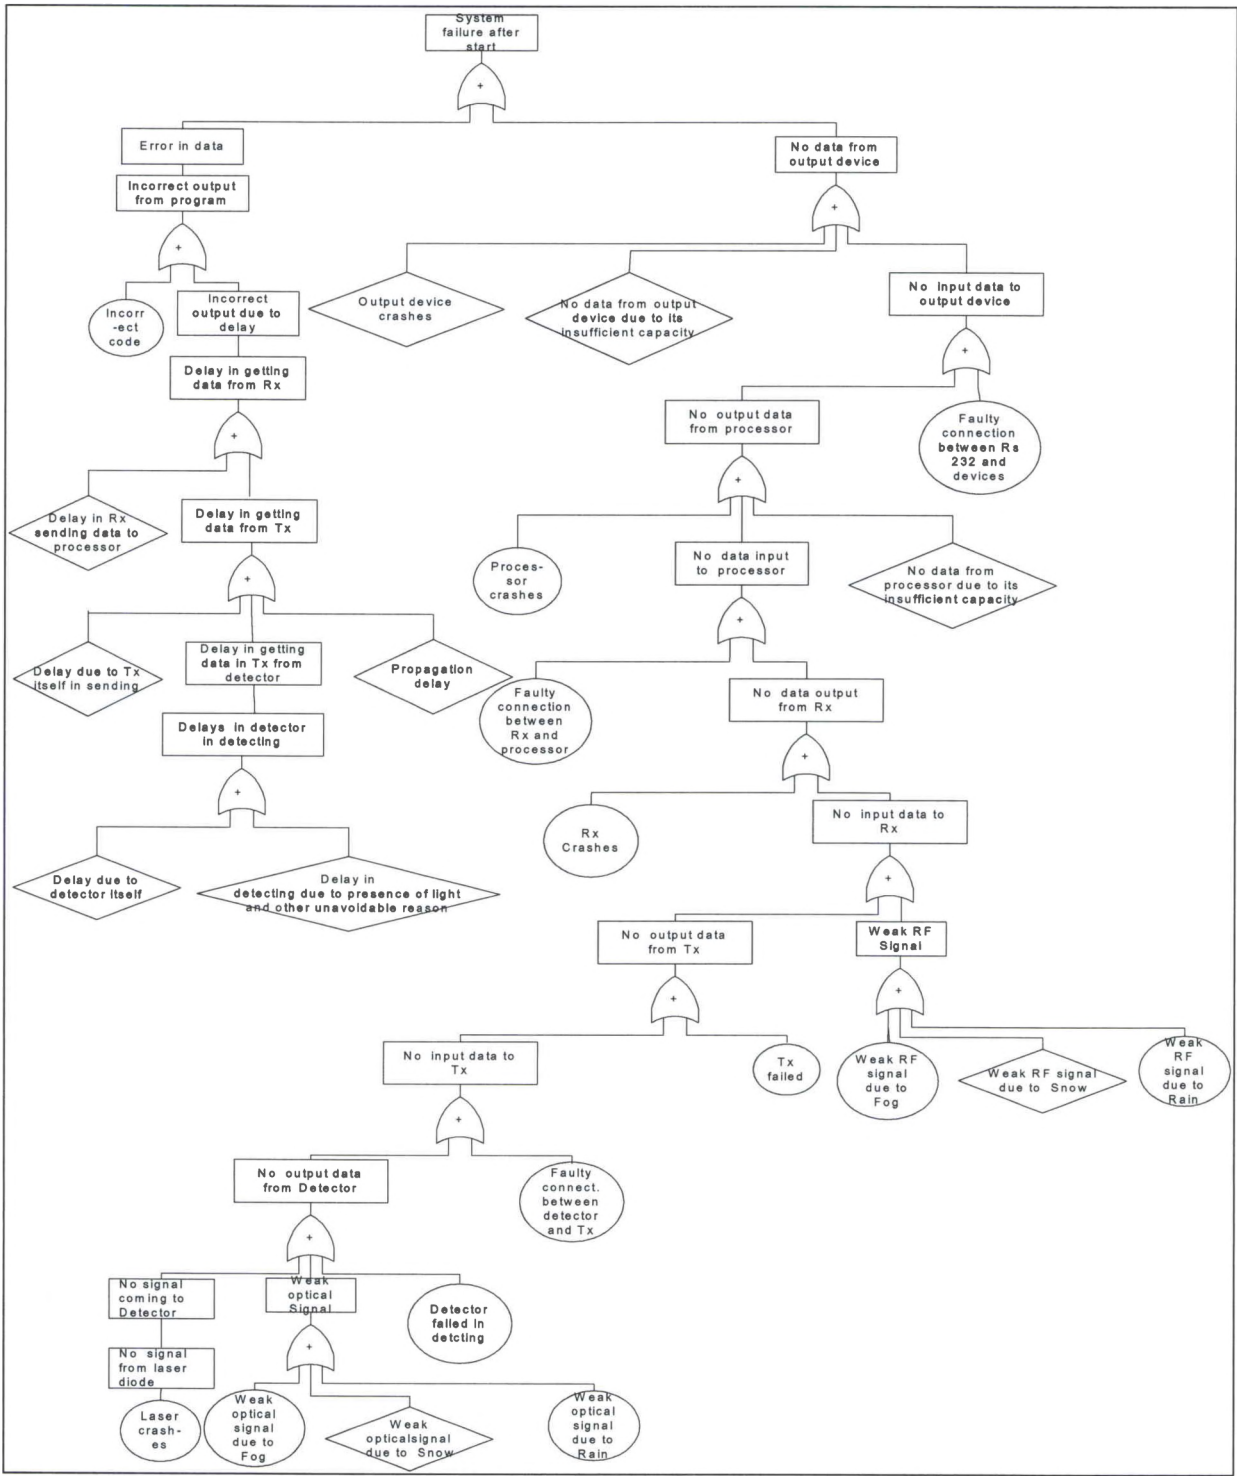 System
failure after
start
+
Error in data
No data from
output device
Incorrect output
from program
+
+
Incorr
-ect
code
Incorrect
output due to
delay
Output device
crashes
No data from output
device due to its
insufficient capacity
No input data to
output device
+
Delay in getting
data from Rx
+
No output data
from processor
Faulty
connection
between Rs
232 and
devices
+
Delay in Rx
sending data to
processor
Delay in getting
data from Tx
+
Proces-
sor
crashes
No data input
to processor
No data from
processor due to its
insufficient capacity
+
Delay due to Tx
itself in sending
Delay in getting
data in Tx from
detector
Propagation
delay
Faulty
connection
between
Rx and
processor
No data output
from Rx
Delays in detector
in detecting
+
+
Rx
Crashes
No input data to
Rx
Delay due to
detector itself
Delay in
detecting due to presence of light
and other unavoidable reason
+
No output data
from Tx
Weak RF
Signal
+
+
No input data to
Tx
Tx
failed
Weak RF
signal
due to
Fog
Weak RF signal
due to Snow
Weak
RF
signal
due to
Rain
+
No output data
from Detector
Faulty
connect.
between
detector
and Tx
+
No signal
coming to
Detector
Weak
optical
Signal
Detector
failed in
detcting
+
No signal
from laser
diode
Laser
crash-
es
Weak
optical
signal
due to
Fog
Weak
opticalsignal
due to Snow
Weak
optical
signal
due to
Rain